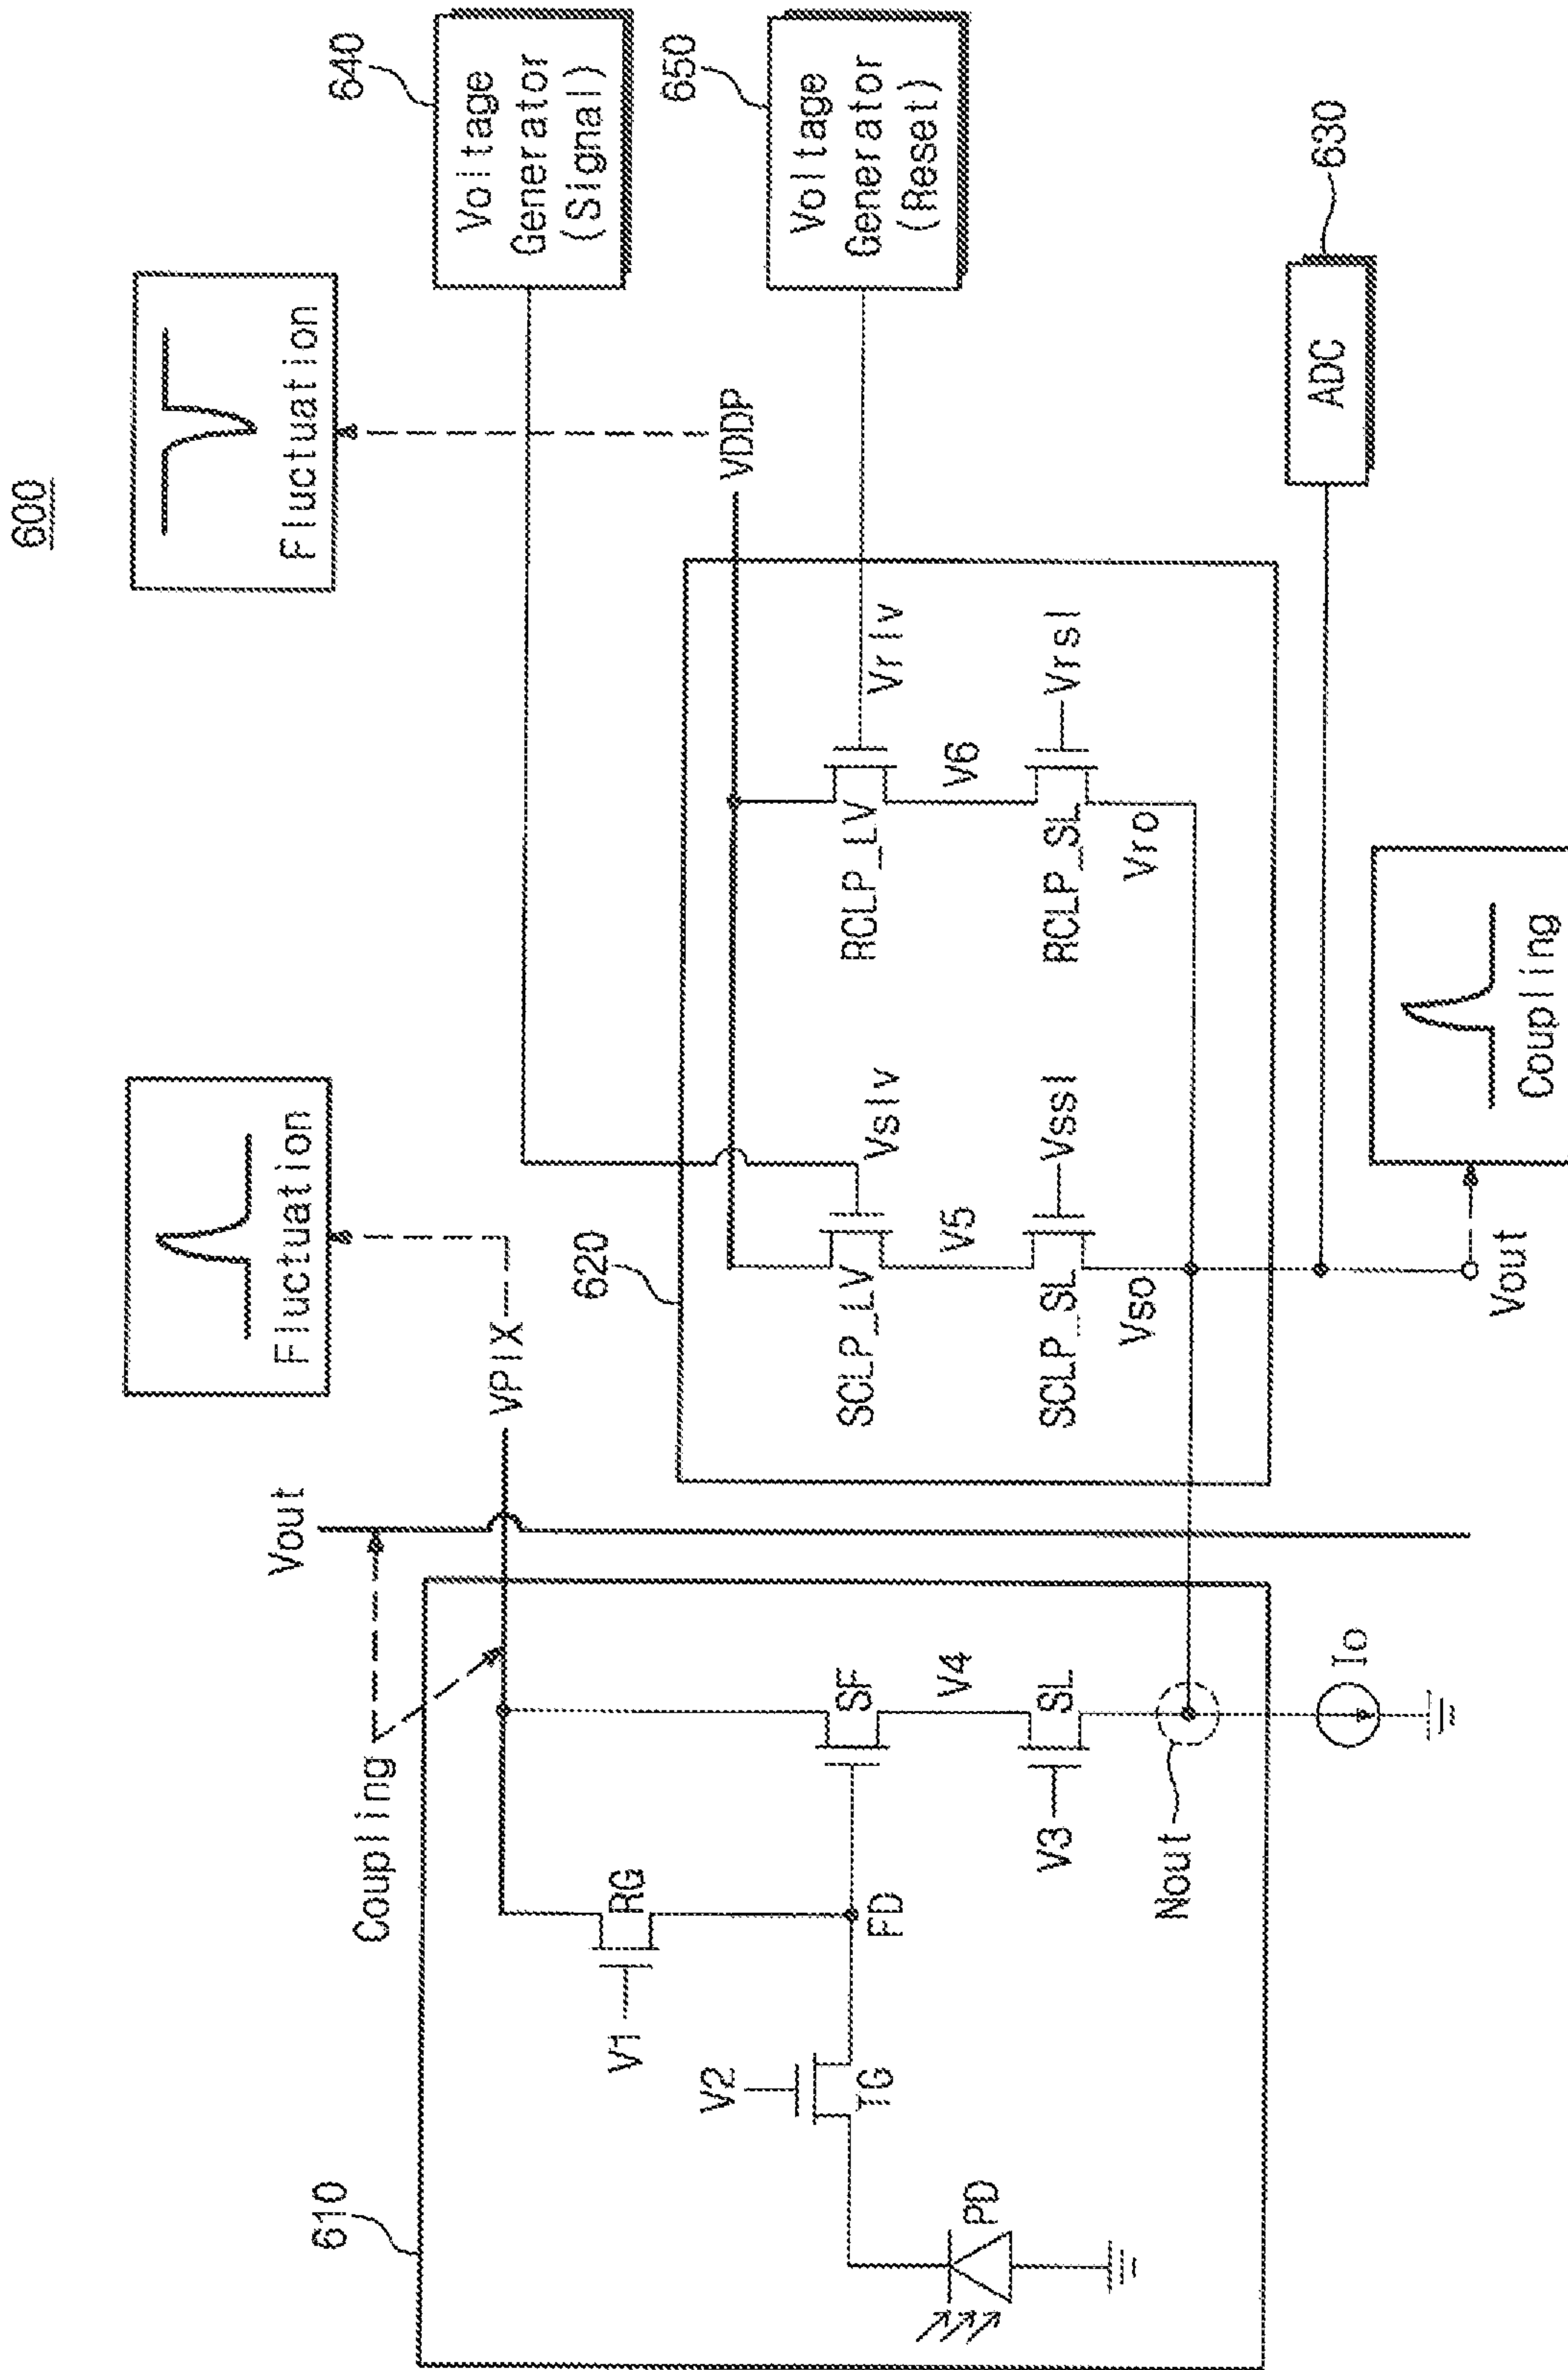 600
Fluctuation
Fluctuation
640
Voltage
Generator
(Signal)
Vout
Coupling
VPIX
610
620
VDDP
650
Voltage
Generator
(Reset)
V1
RG
V2
TG
FD
SF
SCLP_LV
Vslv
RCLP_LV
Vrlv
PD
V4
V5
V6
V3
SL
SCLP_SL
Vssl
RCLP_SL
Vrsl
Nout
Vso
Vro
Io
ADC
630
Vout
Coupling